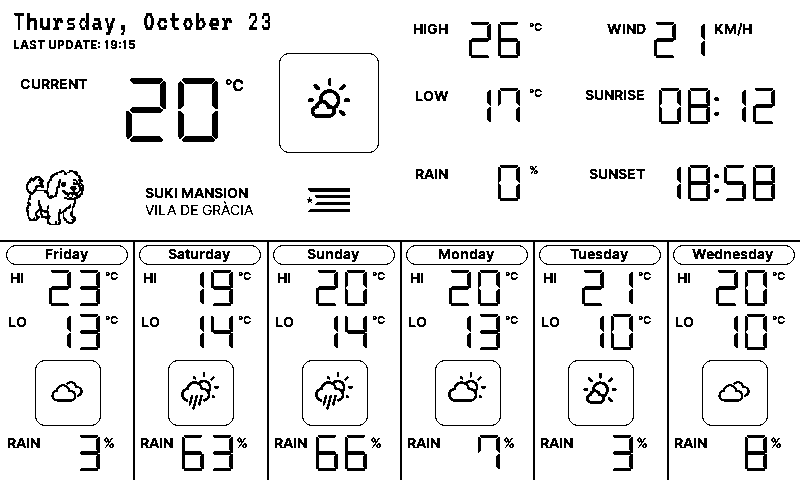 Thursday, October 23
LAST UPDATE: 19:15
CURRENT 20 °C
HIGH 26 °C
WIND 21 KM/H
LOW 17 °C
SUNRISE 08:12
RAIN 0 %
SUNSET 18:58
SUKI MANSION
VILA DE GRÀCIA
Friday
HI 23 °C
LO 13 °C
RAIN 3 %
Saturday
HI 19 °C
LO 14 °C
RAIN 63 %
Sunday
HI 20 °C
LO 14 °C
RAIN 66 %
Monday
HI 20 °C
LO 13 °C
RAIN 7 %
Tuesday
HI 21 °C
LO 10 °C
RAIN 3 %
Wednesday
HI 20 °C
LO 10 °C
RAIN 8 %